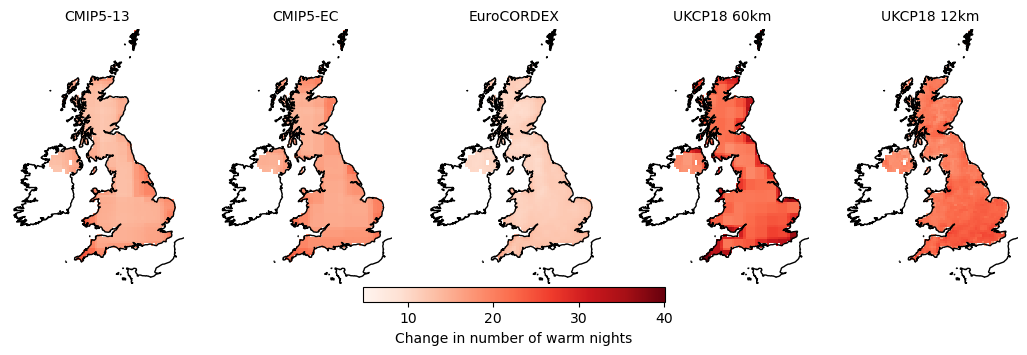 CMIP5-13 CMIP5-EC EuroCORDEX UKCP18 60km UKCP18 12km
10 20 30 40
Change in number of warm nights